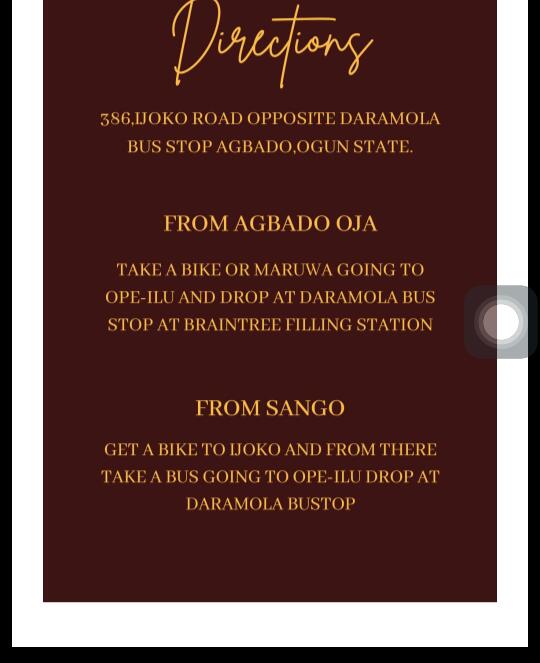 Directions
386,IJOKO ROAD OPPOSITE DARAMOLA
BUS STOP AGBADO,OGUN STATE.
FROM AGBADO OJA
TAKE A BIKE OR MARUWA GOING TO
OPE-ILU AND DROP AT DARAMOLA BUS
STOP AT BRAINTREE FILLING STATION
FROM SANGO
GET A BIKE TO IJOKO AND FROM THERE
TAKE A BUS GOING TO OPE-ILU DROP AT
DARAMOLA BUSTOP